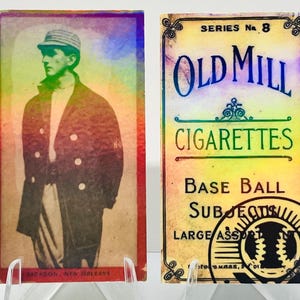 JACKSON, NEW ORLEANS
SERIES No. 8
OLD MILL
CIGARETTES
BASE BALL
SUBJECTS
LARGE ASSORTMENT